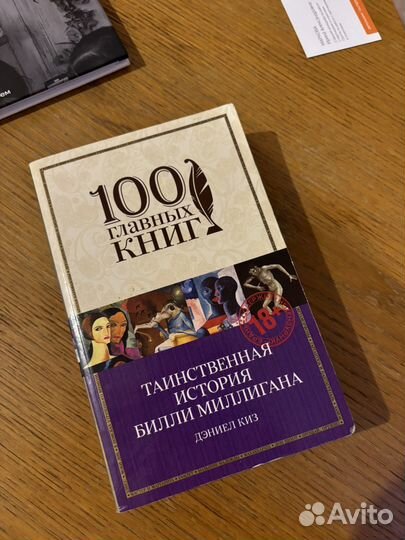 100
ГЛАВНЫХ
КНИГ
18+
ТАИНСТВЕННАЯ
ИСТОРИЯ
БИЛЛИ МИЛЛИГАНА
ДЭНИЕЛ КИЗ
Avito